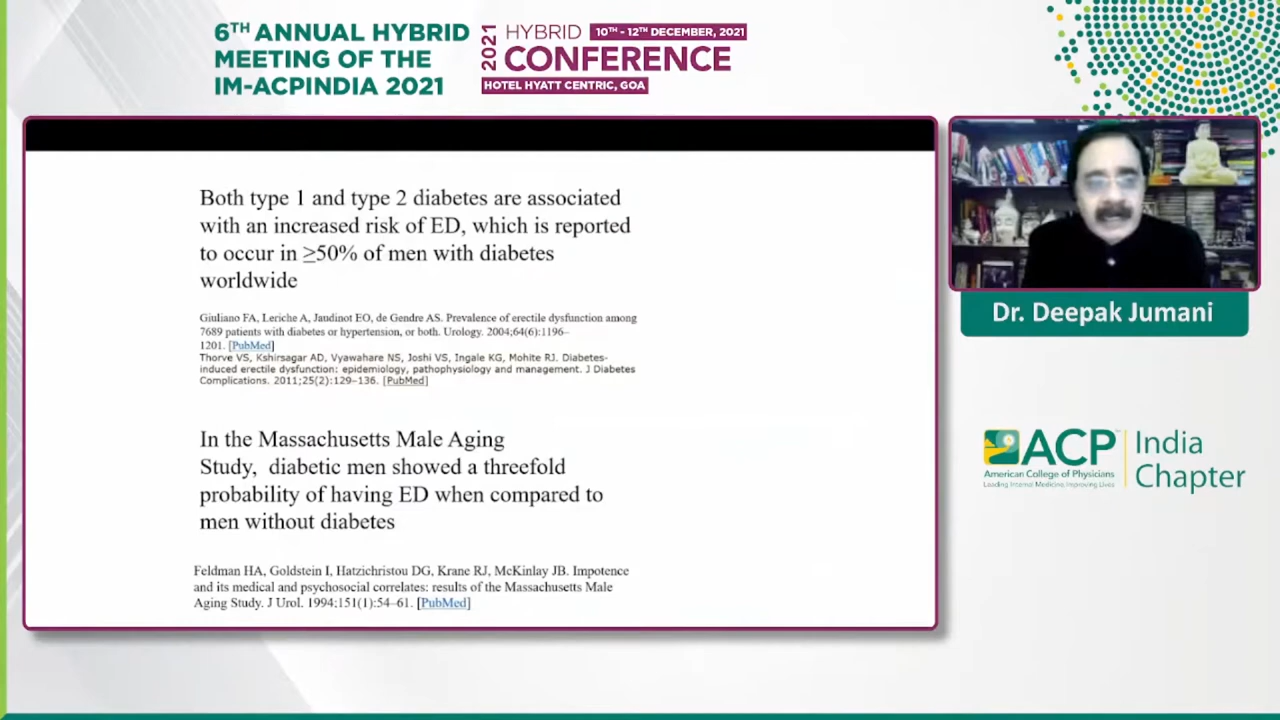 6TH ANNUAL HYBRID
MEETING OF THE
IM-ACPINDIA 2021
2021
HYBRID
10TH - 12TH DECEMBER, 2021
CONFERENCE
HOTEL HYATT CENTRIC, GOA
Both type 1 and type 2 diabetes are associated
with an increased risk of ED, which is reported
to occur in ≥50% of men with diabetes
worldwide
Giuliano FA, Leriche A, Jaudinot EO, de Gendre AS. Prevalence of erectile dysfunction among
7689 patients with diabetes or hypertension, or both. Urology. 2004;64(6):1196–
1201. [PubMed]
Thorve VS, Kshirsagar AD, Vyawahare NS, Joshi VS, Ingale KG, Mohite RJ. Diabetes-
induced erectile dysfunction: epidemiology, pathophysiology and management. J Diabetes
Complications. 2011;25(2):129–136. [PubMed]
In the Massachusetts Male Aging
Study, diabetic men showed a threefold
probability of having ED when compared to
men without diabetes
Feldman HA, Goldstein I, Hatzichristou DG, Krane RJ, McKinlay JB. Impotence
and its medical and psychosocial correlates: results of the Massachusetts Male
Aging Study. J Urol. 1994;151(1):54–61. [PubMed]
Dr. Deepak Jumani
ACP
American College of Physicians
Leading Internal Medicine, Improving Lives
India
Chapter